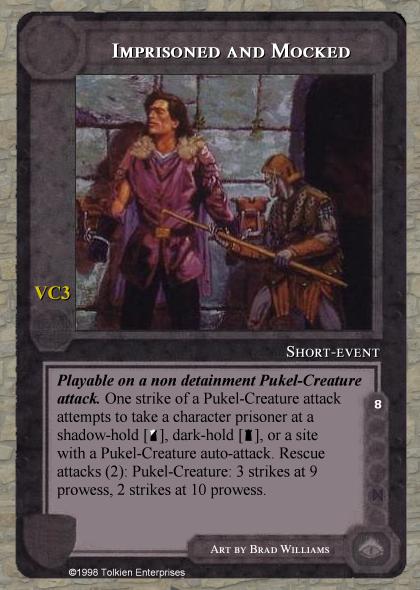 IMPRISONED AND MOCKED
VC3
SHORT-EVENT
Playable on a non detainment Pukel-Creature
attack. One strike of a Pukel-Creature attack
attempts to take a character prisoner at a
shadow-hold [ ], dark-hold [ ], or a site
with a Pukel-Creature auto-attack. Rescue
attacks (2): Pukel-Creature: 3 strikes at 9
prowess, 2 strikes at 10 prowess.
8
ART BY BRAD WILLIAMS
©1998 Tolkien Enterprises